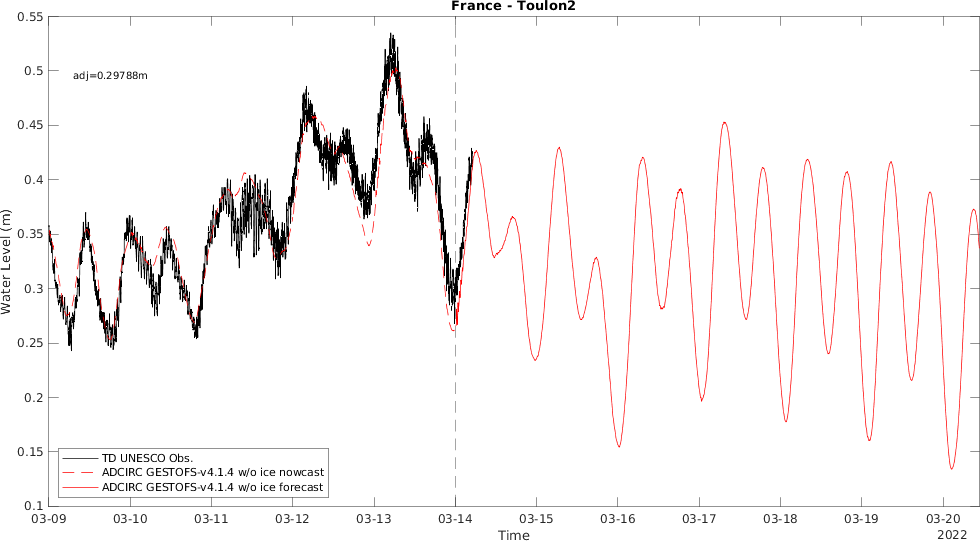 France - Toulon2
0.55
0.5
0.45
0.4
0.35
0.3
0.25
0.2
0.15
0.1
Water Level (m)
adj=0.29788m
TD UNESCO Obs.
ADCIRC GESTOFS-v4.1.4 w/o ice nowcast
ADCIRC GESTOFS-v4.1.4 w/o ice forecast
03-09 03-10 03-11 03-12 03-13 03-14 03-15 03-16 03-17 03-18 03-19 03-20
Time
2022